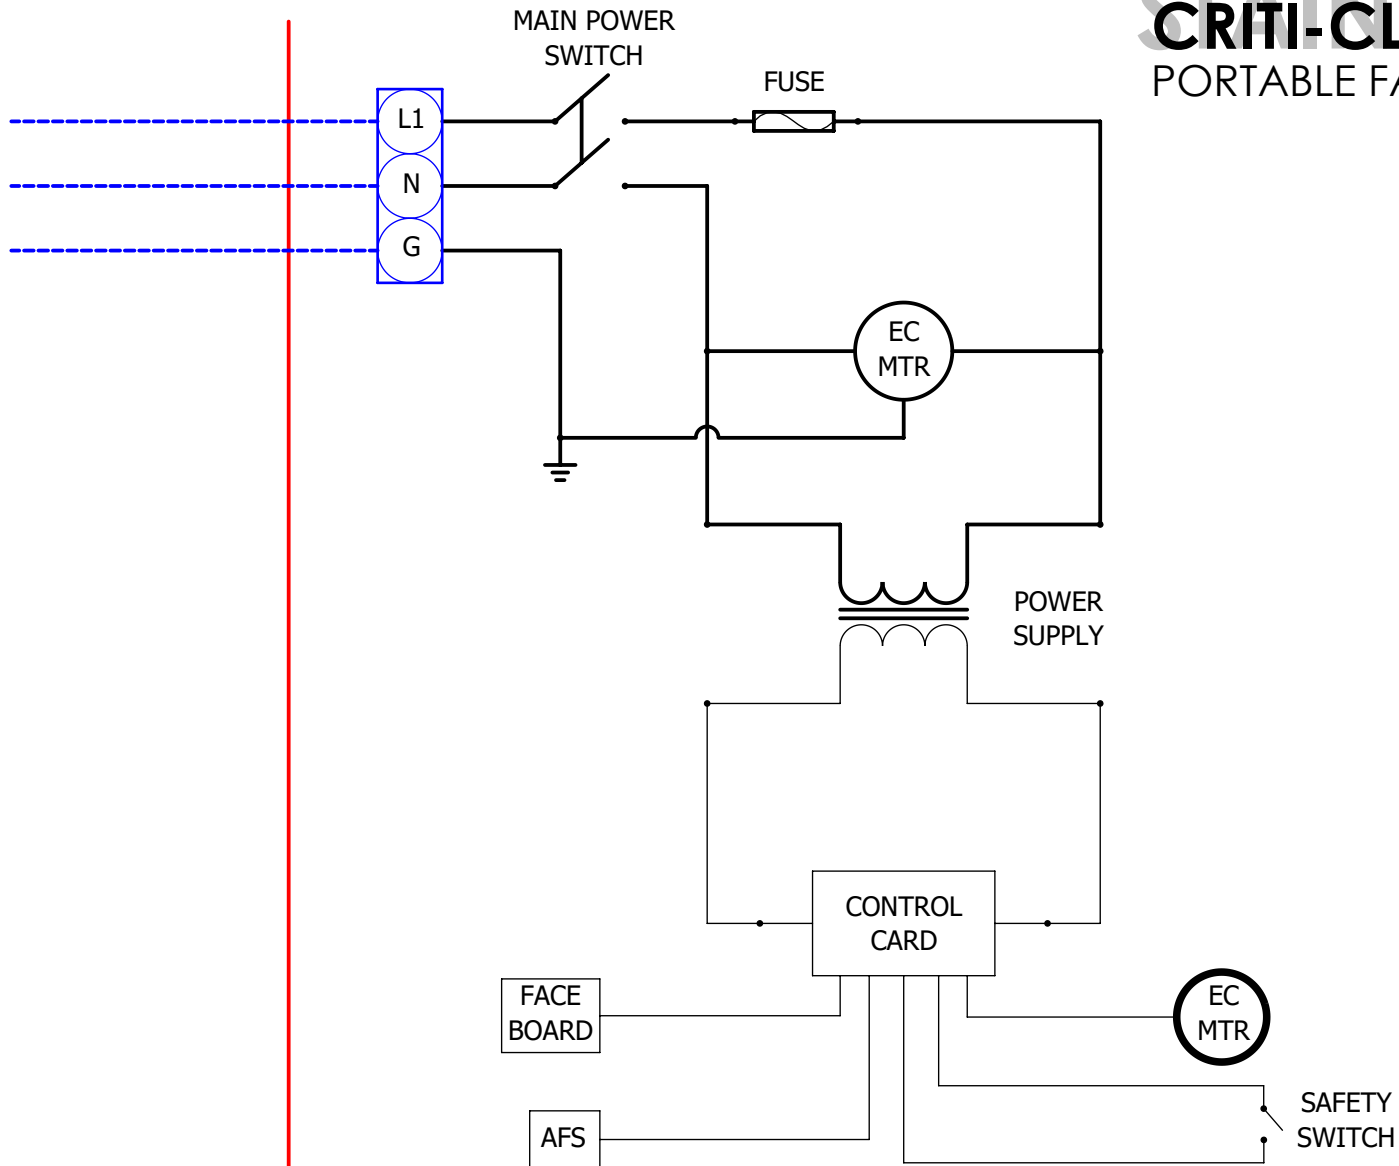 MAIN POWER
SWITCH
CRITI-CL
PORTABLE FA
FUSE
L1
N
G
EC
MTR
POWER
SUPPLY
CONTROL
CARD
FACE
BOARD
EC
MTR
AFS
SAFETY
SWITCH